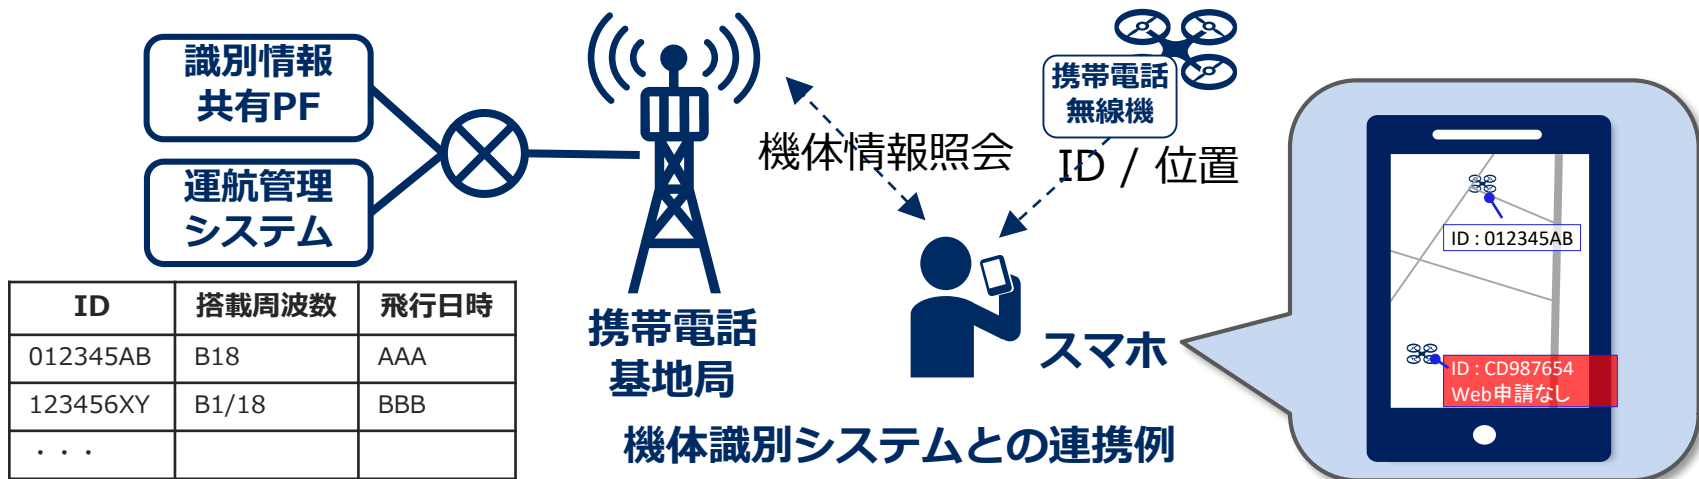 識別情報
共有PF
運航管理
システム
携帯電話
無線機
機体情報照会
ID / 位置
携帯電話
基地局
スマホ
ID : 012345AB
ID : CD987654
Web申請なし
ID 搭載周波数 飛行日時
012345AB B18 AAA
123456XY B1/18 BBB
・・・
機体識別システムとの連携例